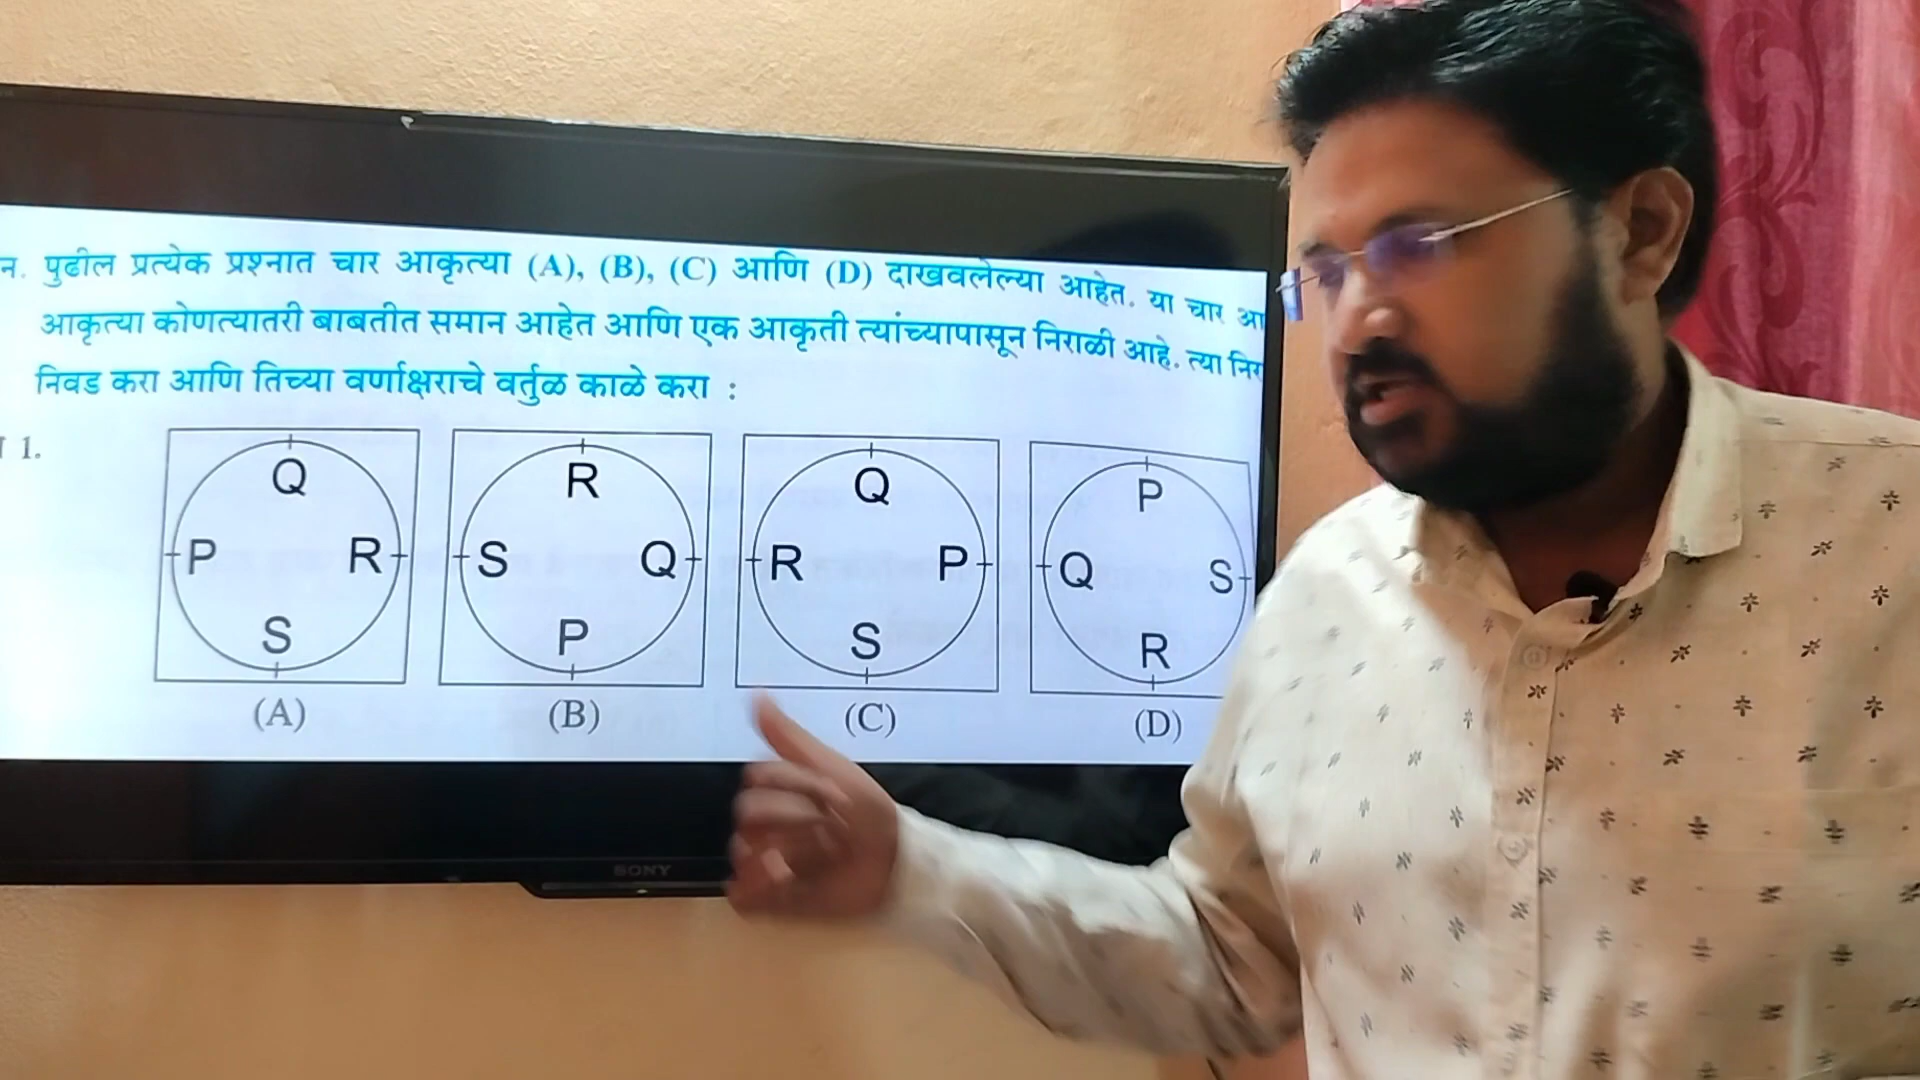 न. पुढील प्रत्येक प्रश्नात चार आकृत्या (A), (B), (C) आणि (D) दाखवलेल्या आहेत. या चार आ
आकृत्या कोणत्यातरी बाबतीत समान आहेत आणि एक आकृती त्यांच्यापासून निराळी आहे. त्या निर
निवड करा आणि तिच्या वर्णाक्षराचे वर्तुळ काळे करा :
1.
Q R Q P
P R S Q R P Q S
S P S R
(A) (B) (C) (D)
SONY